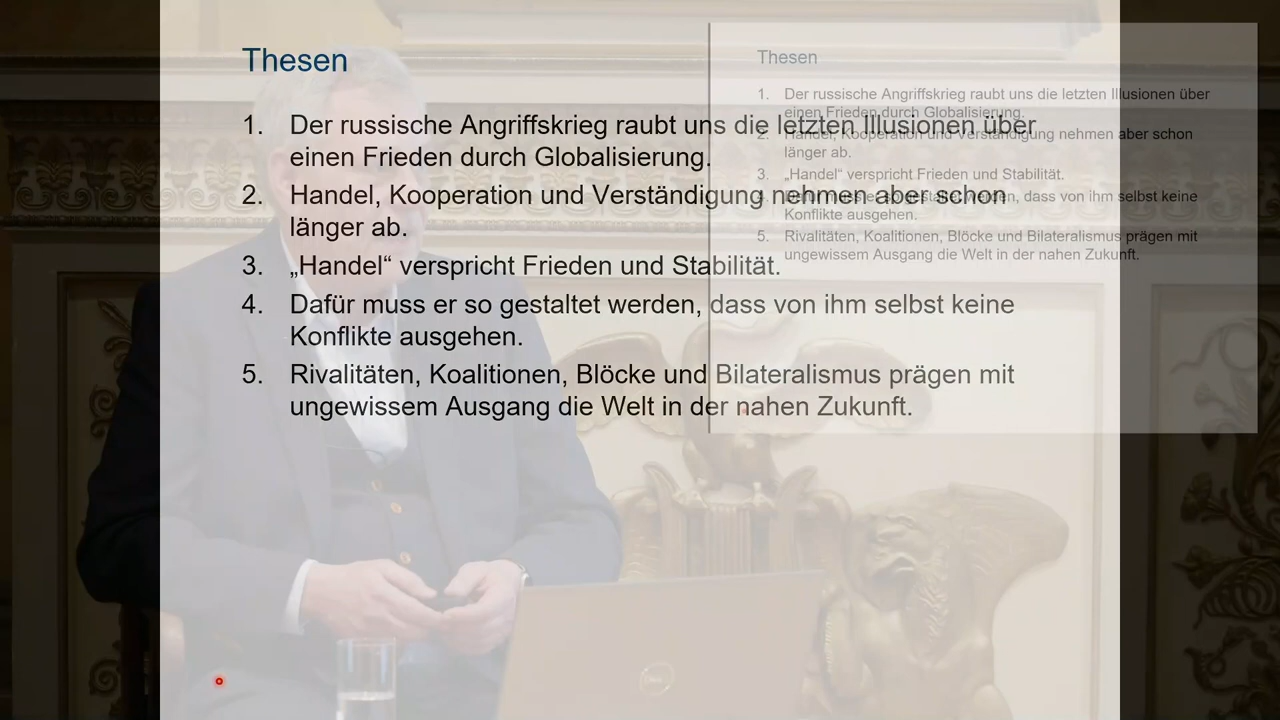 Thesen
1. Der russische Angriffskrieg raubt uns die letzten Illusionen über
einen Frieden durch Globalisierung.
2. Handel, Kooperation und Verständigung nehmen aber schon
länger ab.
3. „Handel“ verspricht Frieden und Stabilität.
4. Dafür muss er so gestaltet werden, dass von ihm selbst keine
Konflikte ausgehen.
5. Rivalitäten, Koalitionen, Blöcke und Bilateralismus prägen mit
ungewissem Ausgang die Welt in der nahen Zukunft.
Thesen
1. Der russische Angriffskrieg raubt uns die letzten Illusionen über
einen Frieden durch Globalisierung.
2. Handel, Kooperation und Verständigung nehmen aber schon
länger ab.
3. „Handel“ verspricht Frieden und Stabilität.
werden, dass von ihm selbst keine
Konflikte ausgehen.
5. Rivalitäten, Koalitionen, Blöcke und Bilateralismus prägen mit
ungewissem Ausgang die Welt in der nahen Zukunft.